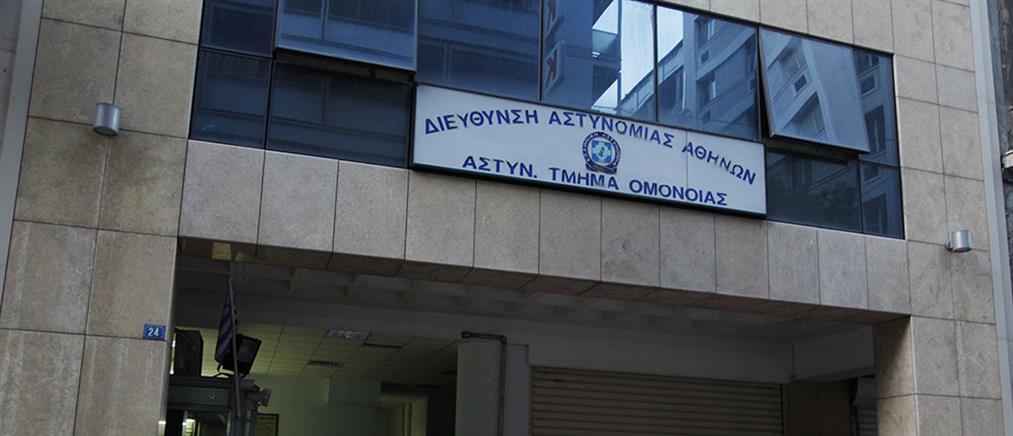 ΔΙΕΥΘΥΝΣΗ ΑΣΤΥΝΟΜΙΑΣ ΑΘΗΝΩΝ
ΑΣΤΥΝ. ΤΜΗΜΑ ΟΜΟΝΟΙΑΣ
24